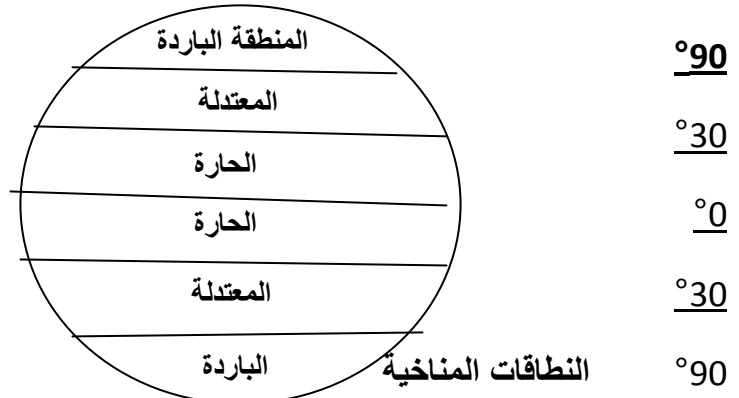 المنطقة الباردة
°90
المعتدلة
°30
الحارة
°0
الحارة
°30
المعتدلة
الباردة
النطاقات المناخية
°90